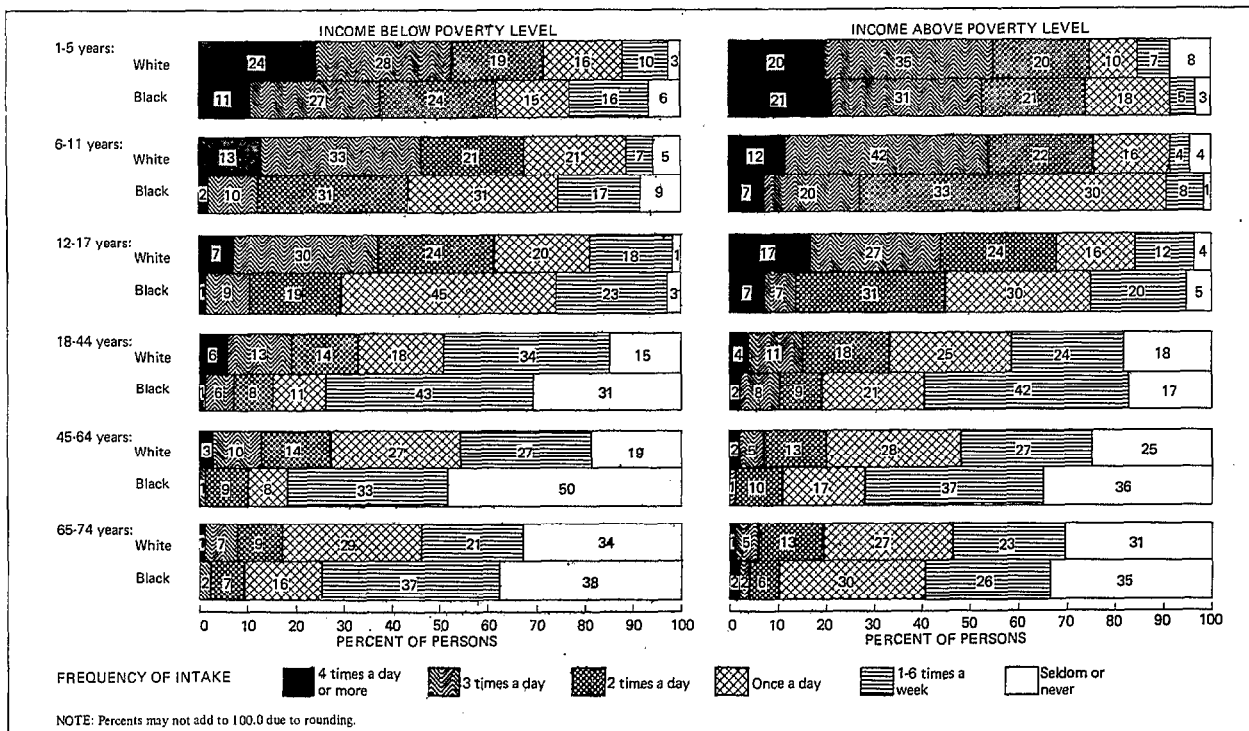 INCOME BELOW POVERTY LEVEL INCOME ABOVE POVERTY LEVEL
1-5 years:
White 24 28 19 16 10 3 20 35 20 10 7 8
Black 11 27 24 15 16 6 21 31 21 18 5 3
6-11 years:
White 13 33 21 21 7 5 12 42 22 16 4 4
Black 2 10 31 31 17 9 7 20 33 30 8 1
12-17 years:
White 7 30 24 20 18 1 17 27 24 16 12 4
Black 1 9 19 45 23 3 7 7 31 30 20 5
18-44 years:
White 6 13 14 18 34 15 4 11 18 25 24 18
Black 1 6 8 11 43 31 2 8 9 21 42 17
45-64 years:
White 3 10 14 27 27 19 2 5 13 28 27 25
Black 1 9 8 33 50 1 10 17 37 36
65-74 years:
White 1 7 9 29 21 34 1 5 13 27 23 31
Black 2 7 16 37 38 2 2 6 30 26 35
0 10 20 30 40 50 60 70 80 90 100 0 10 20 30 40 50 60 70 80 90 100
PERCENT OF PERSONS PERCENT OF PERSONS
FREQUENCY OF INTAKE 4 times a day or more 3 times a day 2 times a day Once a day 1-6 times a week Seldom or never
NOTE: Percents may not add to 100.0 due to rounding.